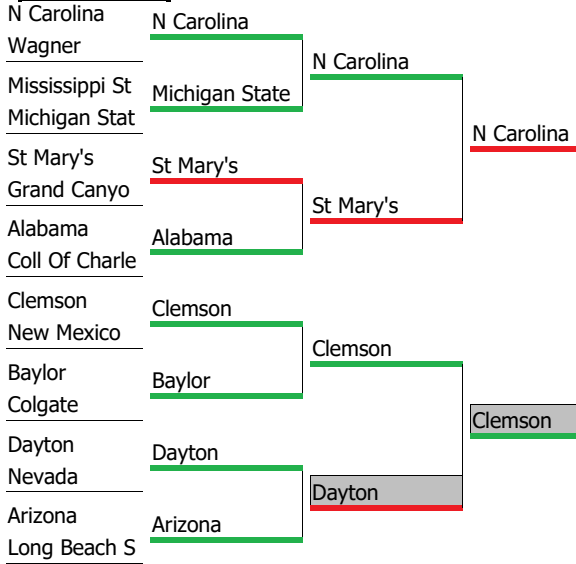 N Carolina
Wagner
Mississippi St
Michigan Stat
St Mary's
Grand Canyo
Alabama
Coll Of Charle
Clemson
New Mexico
Baylor
Colgate
Dayton
Nevada
Arizona
Long Beach S
N Carolina
Michigan State
St Mary's
Alabama
Clemson
Baylor
Dayton
Arizona
N Carolina
St Mary's
Clemson
Dayton
N Carolina
Clemson